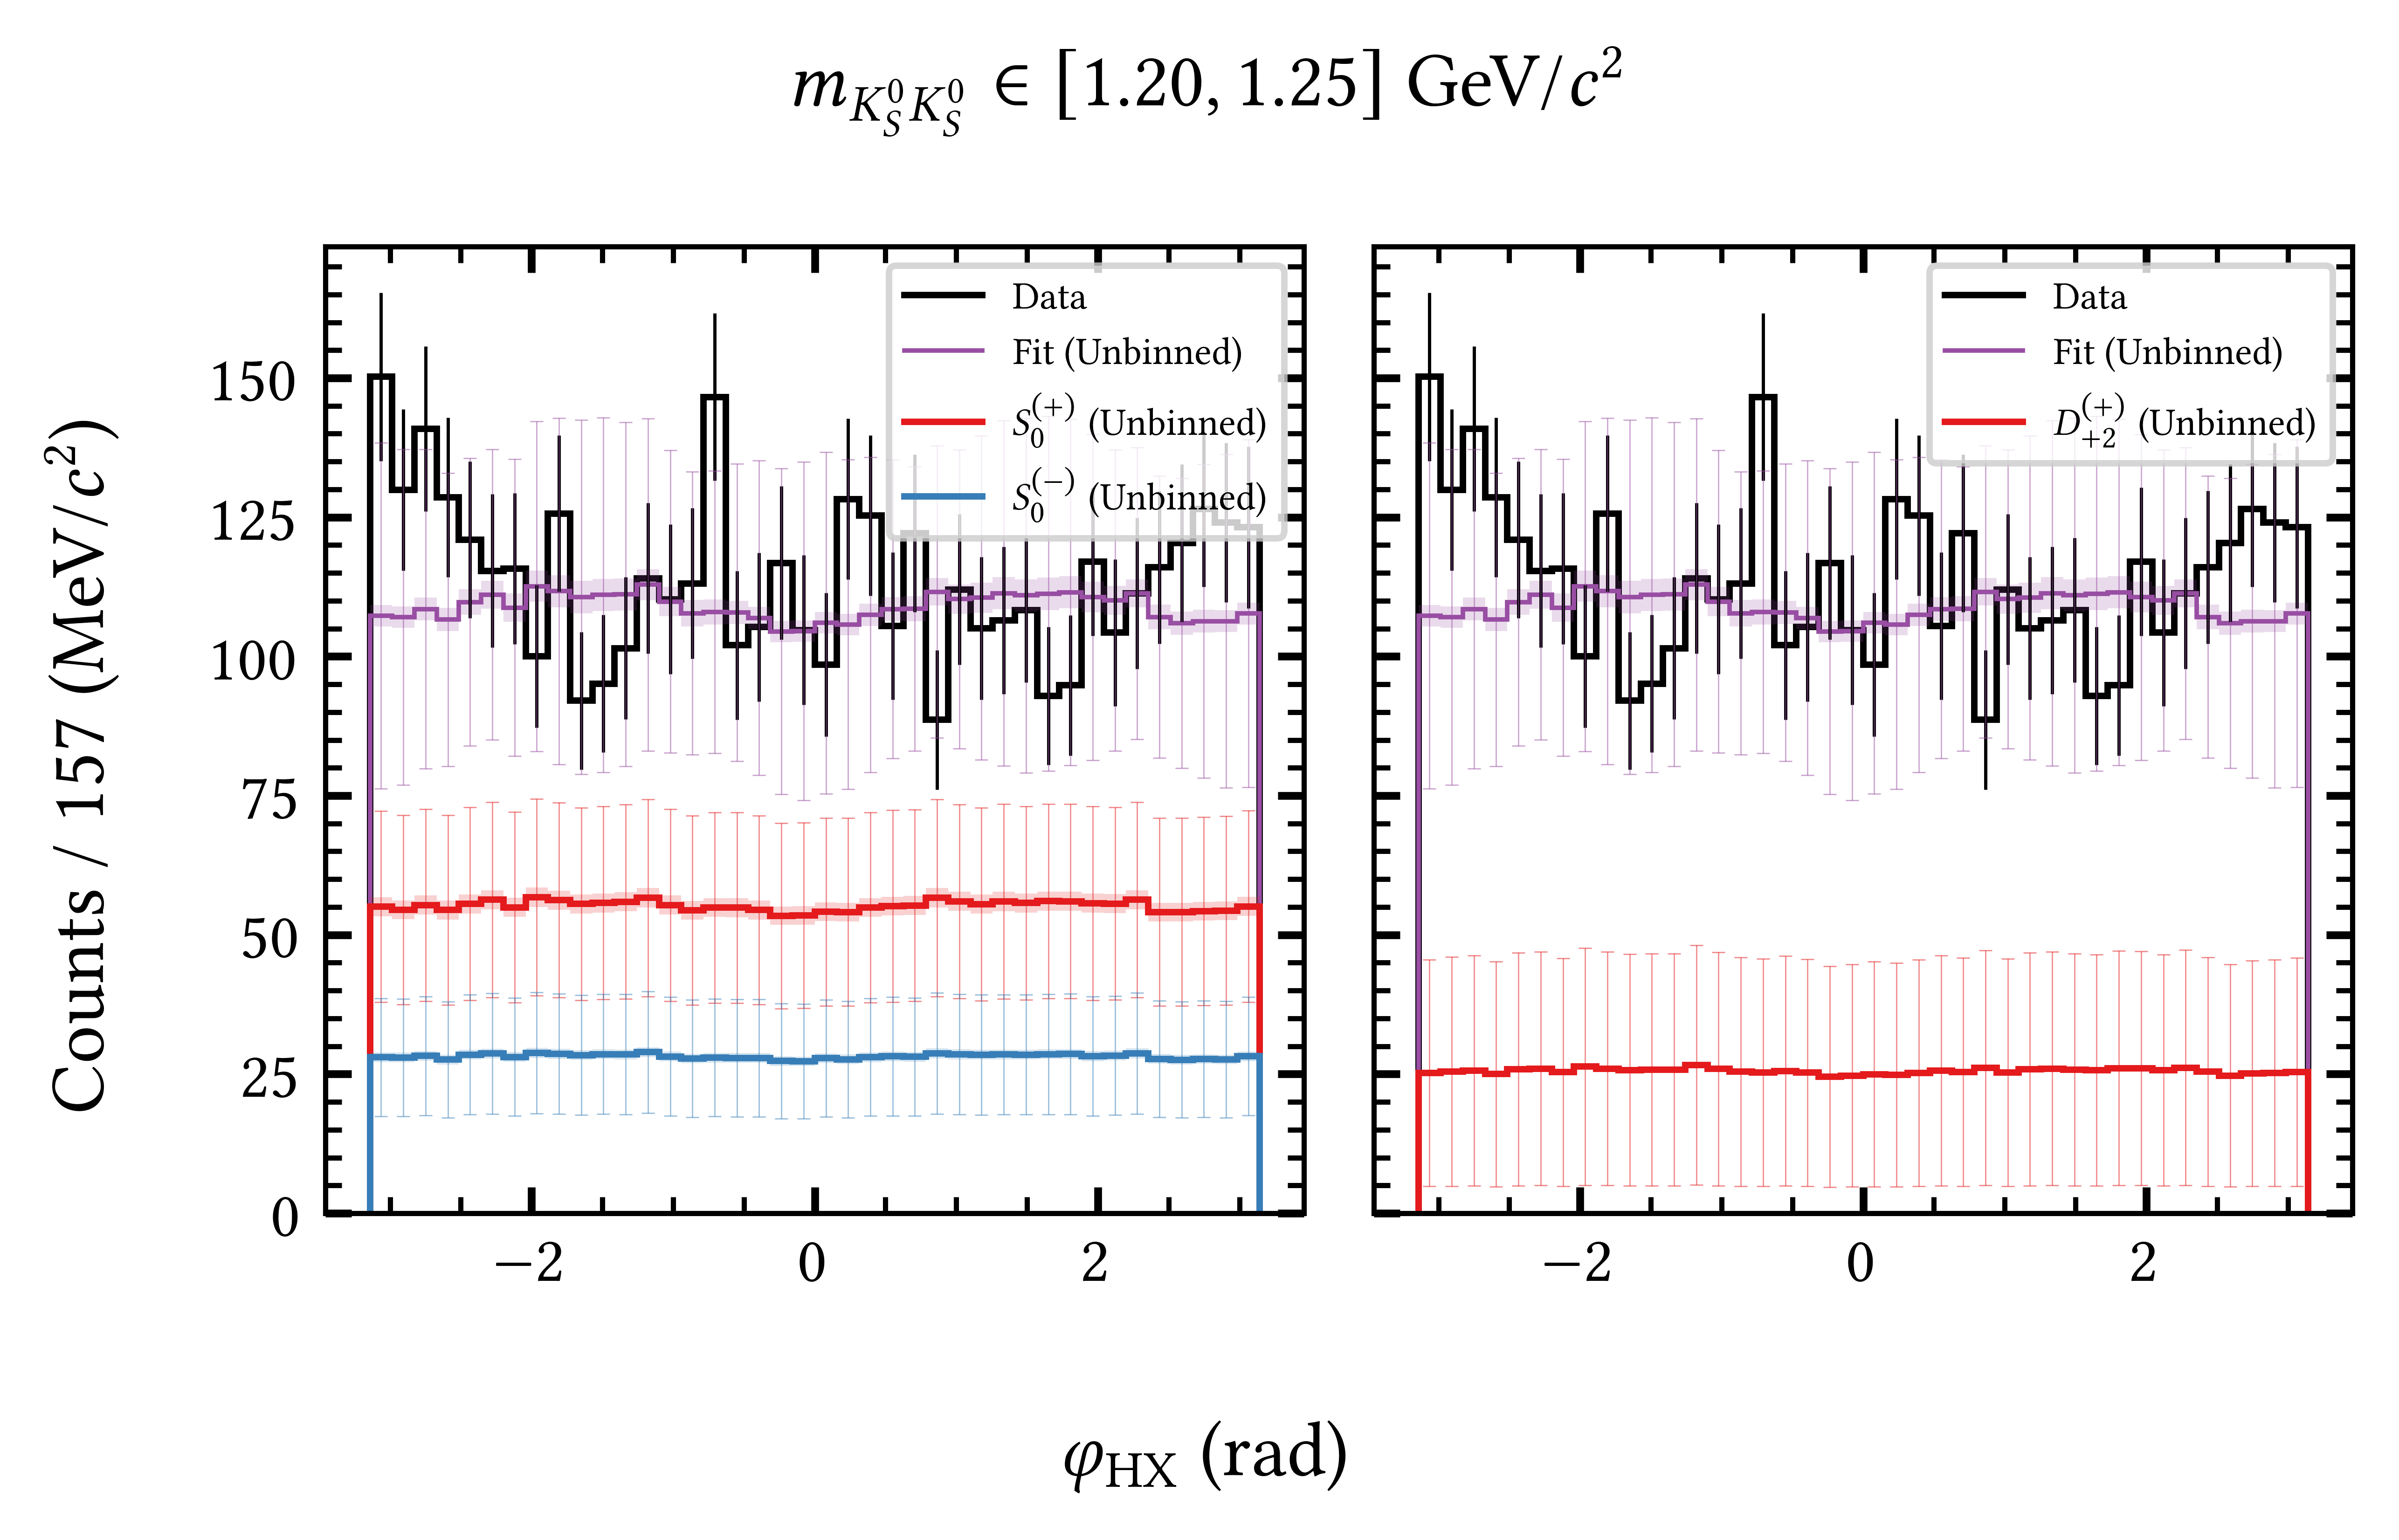 m_{K_S^0 K_S^0} ∈ [1.20, 1.25] GeV/c²
Counts / 157 (MeV/c²)
150
125
100
75
50
25
0
Data
Fit (Unbinned)
S_0^{(+)} (Unbinned)
S_0^{(−)} (Unbinned)
−2
0
2
Data
Fit (Unbinned)
D_{+2}^{(+)} (Unbinned)
−2
0
2
φ_{HX} (rad)